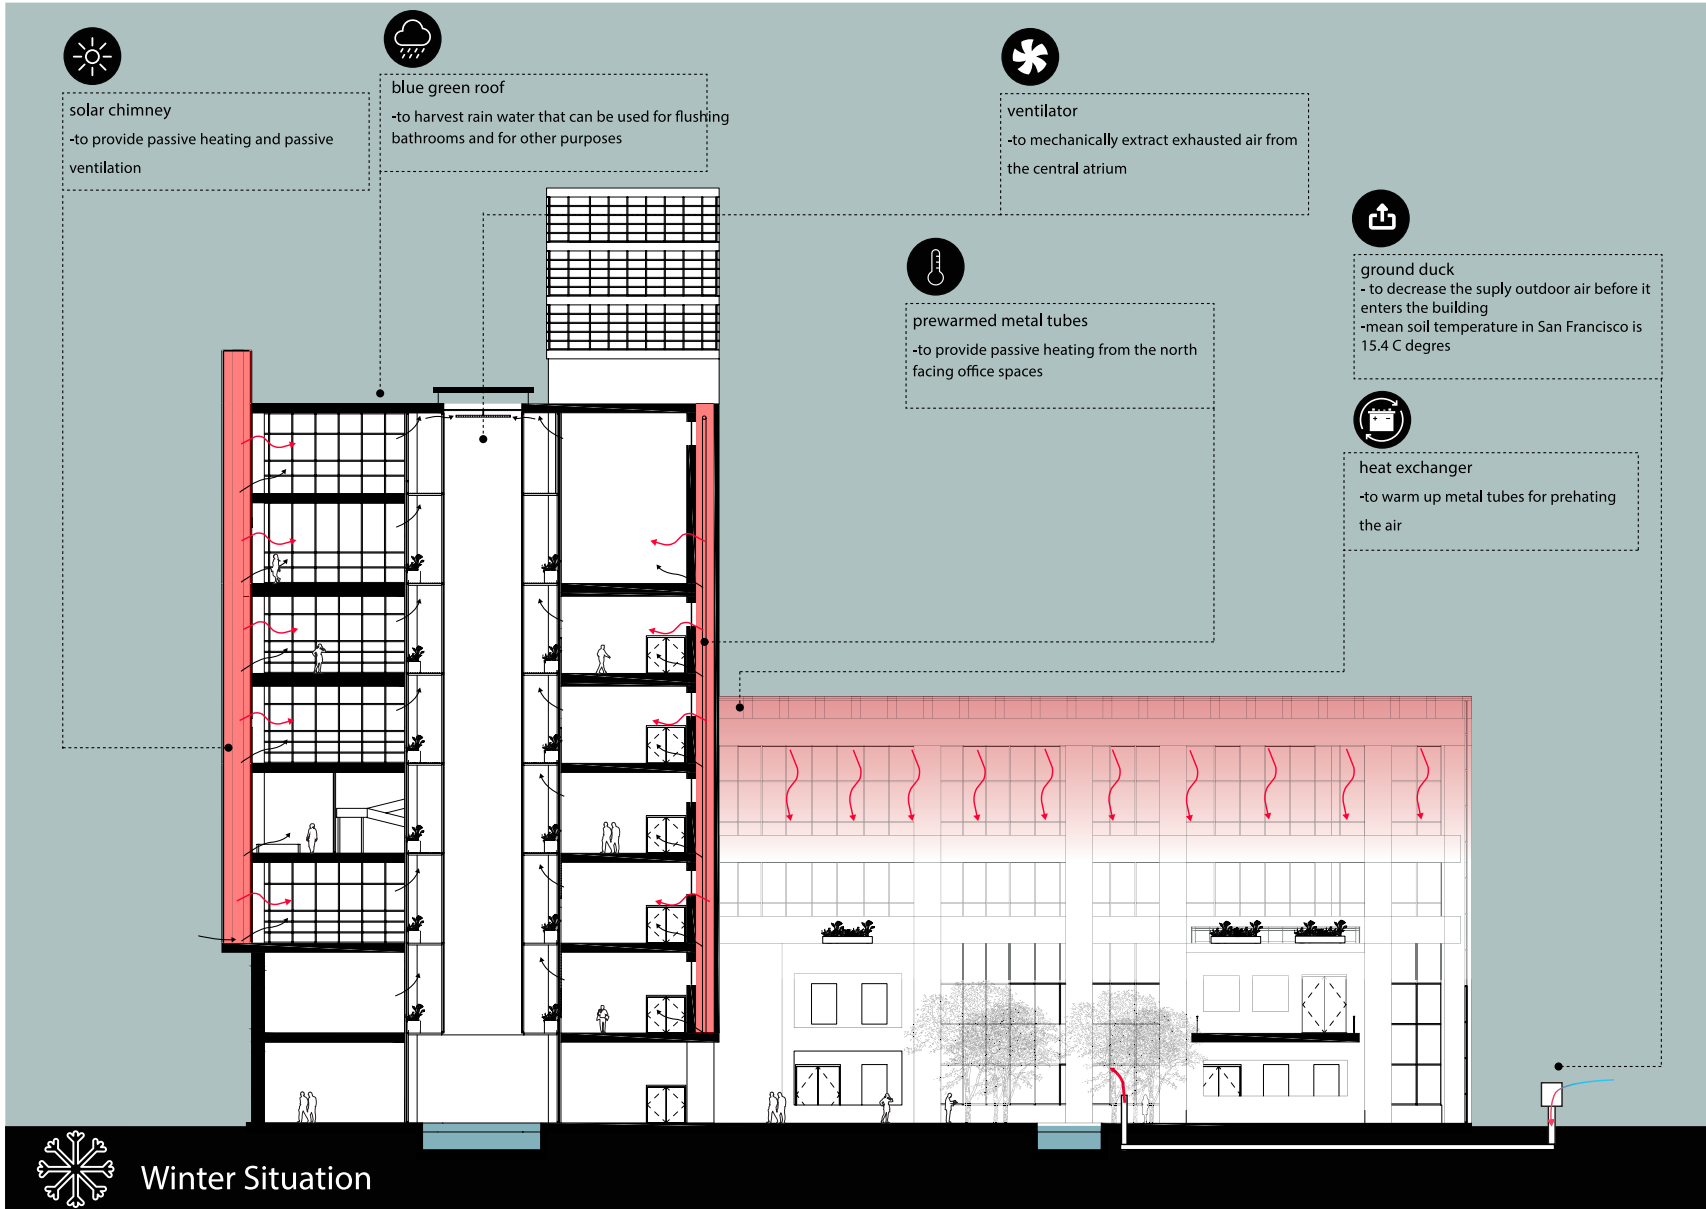 solar chimney
-to provide passive heating and passive
ventilation
blue green roof
-to harvest rain water that can be used for flushing
bathrooms and for other purposes
ventilator
-to mechanically extract exhausted air from
the central atrium
prewarmed metal tubes
-to provide passive heating from the north
facing office spaces
ground duck
- to decrease the suply outdoor air before it
enters the building
-mean soil temperature in San Francisco is
15.4 C degres
heat exchanger
-to warm up metal tubes for prehating
the air
Winter Situation